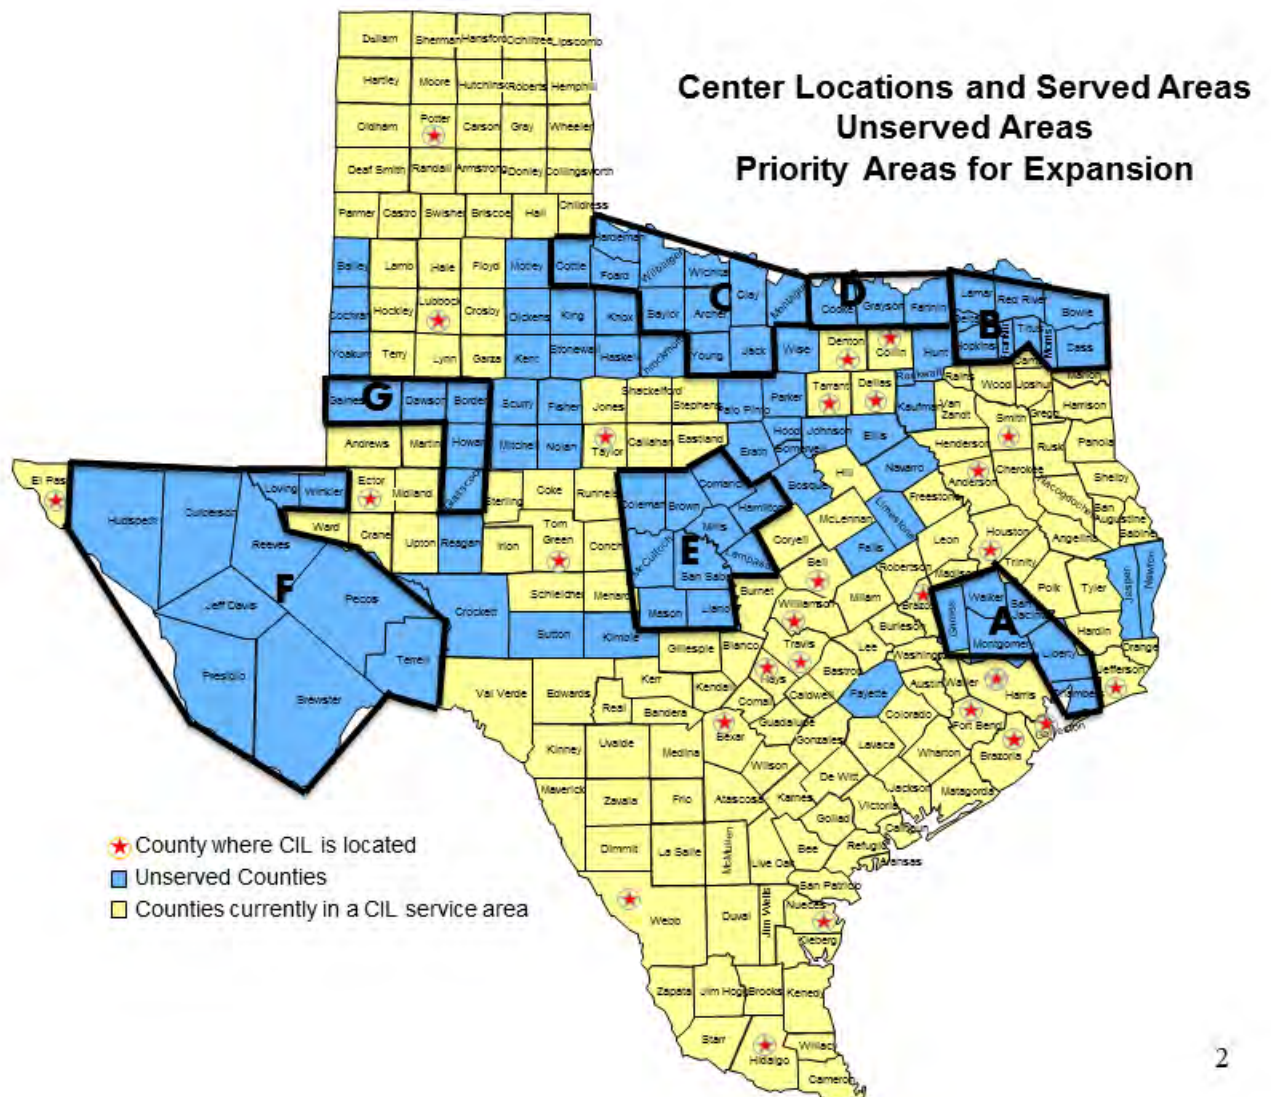 Center Locations and Served Areas
Unserved Areas
Priority Areas for Expansion
Dallam Sherman Hansford Ochiltree Lipscomb
Hartley Moore Hutchins Roberts Hemphill
Oldham Potter Carson Gray Wheeler
Deaf Smith Randall Armstrong Donley Collingsworth
Parmer Castro Swisher Briscoe Hall Childress
Hardeman
Bailey Lamb Hale Floyd Motley Cottle Foard Wilbarger Wichita Clay Montague
C
D
Cooke Grayson Fannin
Lamar Red River Bowie
B
Delta Titus Morris Cass
Hopkins Franklin
Cochran Hockley Lubbock Crosby Dickens King Knox Baylor Archer
Yoakum Terry Lynn Garza Kent Stonewall Haskell Throckmorton Young Jack Wise Denton Collin Hunt
Rockwall Rains Wood Upshur Marion
G
Gaines Dawson Borden Scurry Fisher Jones Shackelford Stephens Palo Pinto Parker Tarrant Dallas Kaufman Van Zandt Smith Gregg Harrison
Andrews Martin Howard Mitchell Nolan Taylor Callahan Eastland Erath Hood Somervell Johnson Ellis Henderson Rusk Panola
El Pas Hudspeth Culberson Loving Winkler Ector Midland Glasscock Sterling Coke Runnels Coleman Brown Comanche Hamilton Bosque Hill Navarro Freestone Anderson Cherokee Nacogdoches Shelby
San Augustine Sabine
Reeves Ward Crane Upton Reagan Irion Tom Green Conch McCulloch Mills San Sab Lampasas Coryell McLennan Limestone Falls Leon Houston Angelina
E
F
Jeff Davis Pecos Crockett Schleicher Menard Mason Llano Burnet Bell Milam Robertson Brazos Madison Trinity Polk Tyler Jasper Newton
A
Grimes Walker San Jacinto Montgomery Liberty Hardin Orange
Presidio Brewster Terrell Sutton Kimble Gillespie Blanco Williamson Travis Lee Burleson Washington
Val Verde Edwards Kerr Kendall Hays Bastrop Fayette Austin Waller Harris Chambers Jefferson
Real Bandera Comal Caldwell Colorado Fort Bend Galveston
Kinney Uvalde Medina Bexar Guadalupe Gonzales Lavaca Wharton Brazoria
Maverick Zavala Frio Atascosa Wilson Karnes De Witt Jackson Matagorda
Dimmit La Salle McMullen Live Oak Bee Goliad Victoria Calhoun
Refugio Aransas
San Patricio
Webb Duval Jim Wells Nueces
Kleberg
Zapata Jim Hogg Brooks Kenedy
Starr Hidalgo Willacy
Cameron
County where CIL is located
Unserved Counties
Counties currently in a CIL service area
2